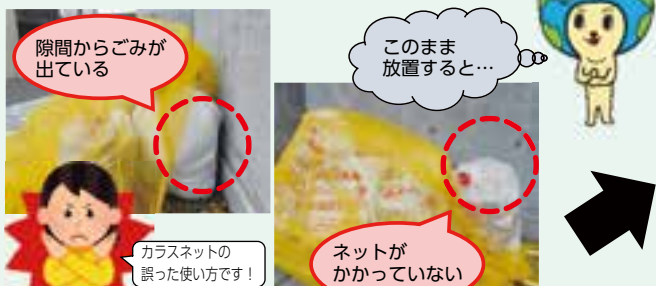 隙間からごみが
出ている
このまま
放置すると…
カラスネットの
誤った使い方です！
ネットが
かかっていない